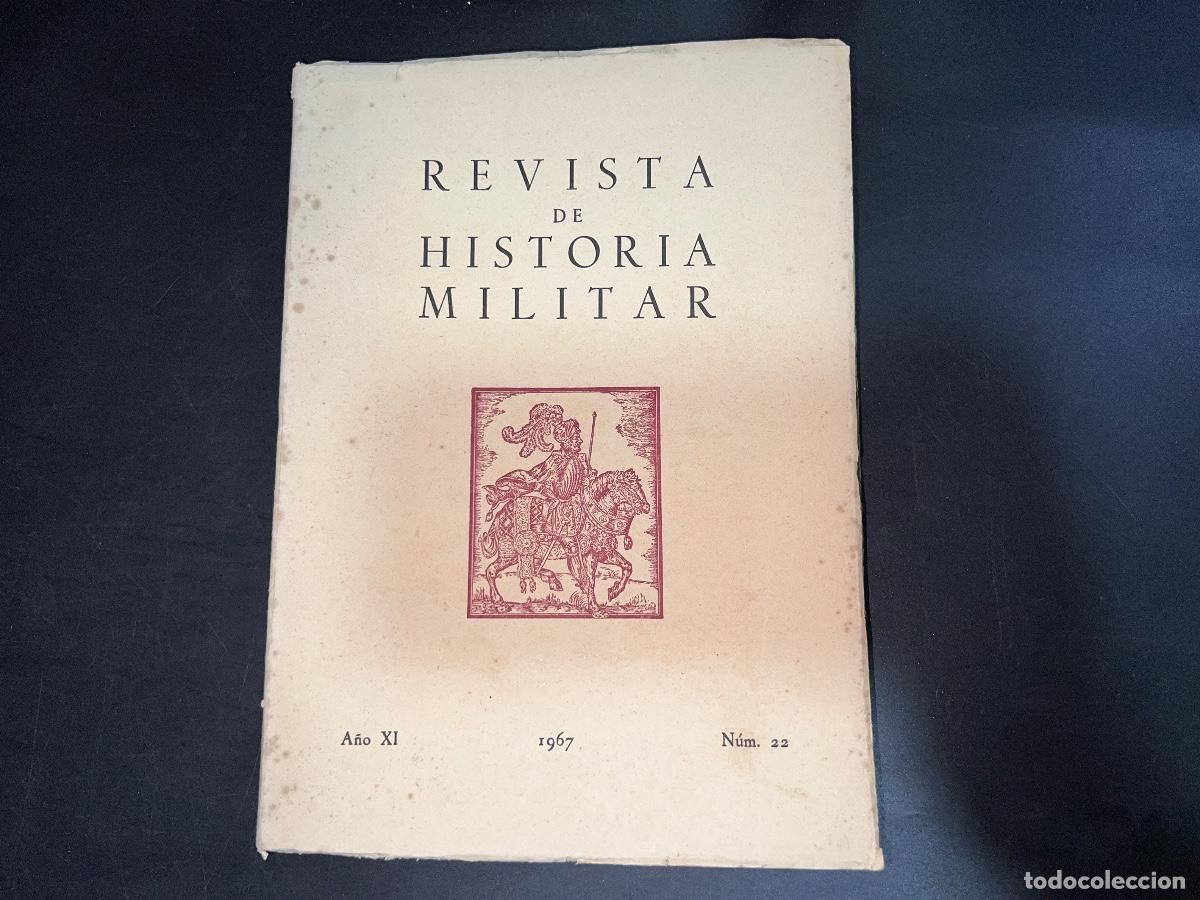 REVISTA
DE
HISTORIA
MILITAR
Año XI 1967 Núm. 22
todocoleccion